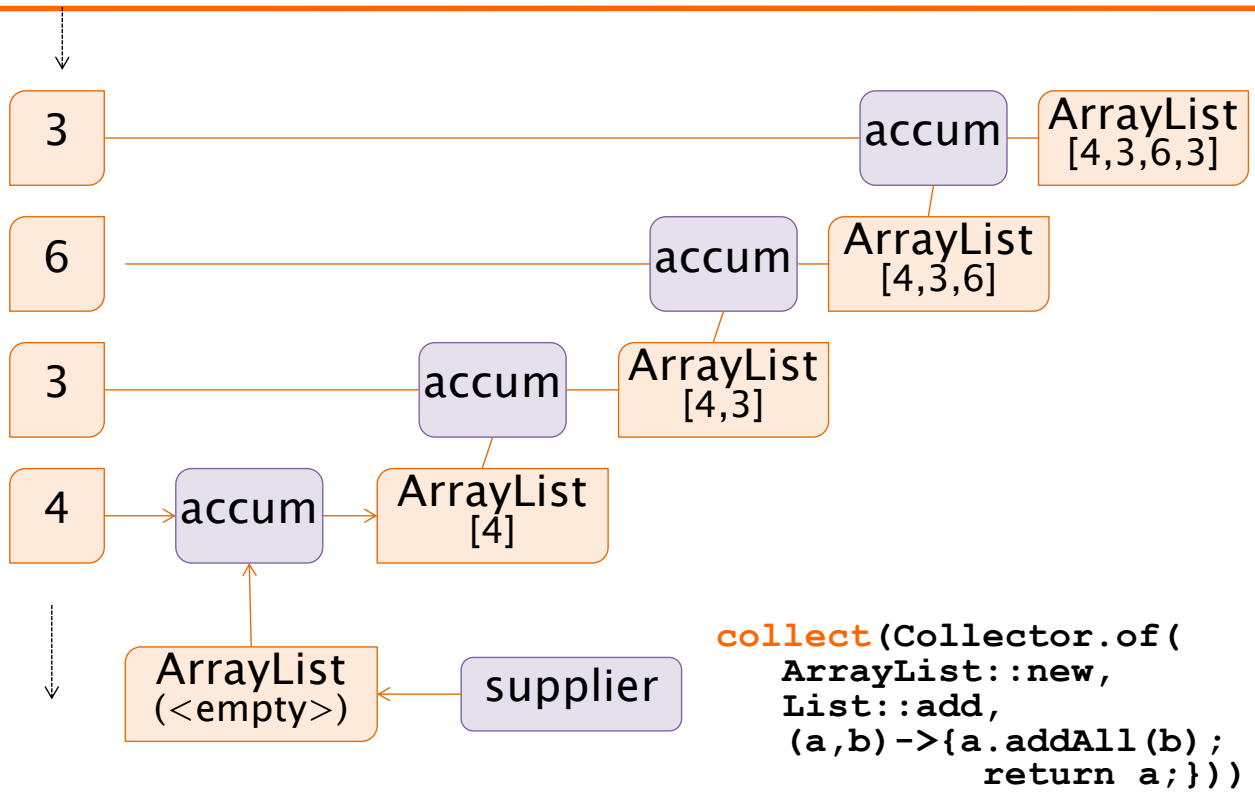 3
accum
ArrayList
[4,3,6,3]
6
accum
ArrayList
[4,3,6]
3
accum
ArrayList
[4,3]
4
accum
ArrayList
[4]
ArrayList
(<empty>)
supplier
collect(Collector.of(
ArrayList::new,
List::add,
(a,b)->{a.addAll(b);
return a;}))